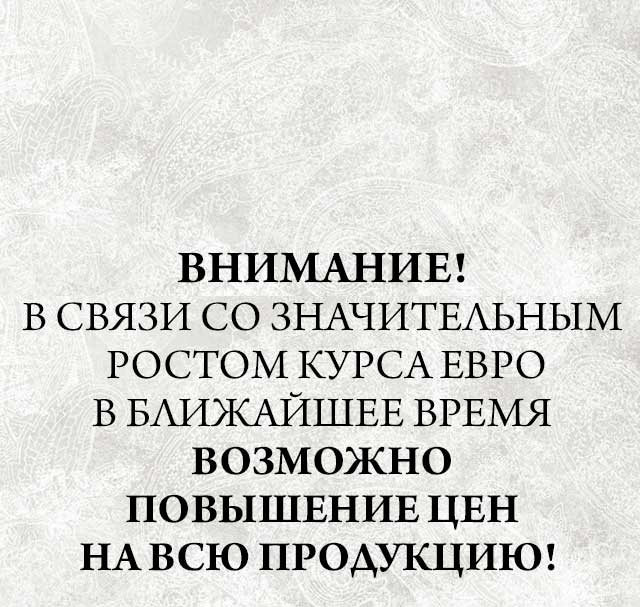 ВНИМАНИЕ!
В СВЯЗИ СО ЗНАЧИТЕЛЬНЫМ
РОСТОМ КУРСА ЕВРО
В БЛИЖАЙШЕЕ ВРЕМЯ
ВОЗМОЖНО
ПОВЫШЕНИЕ ЦЕН
НА ВСЮ ПРОДУКЦИЮ!